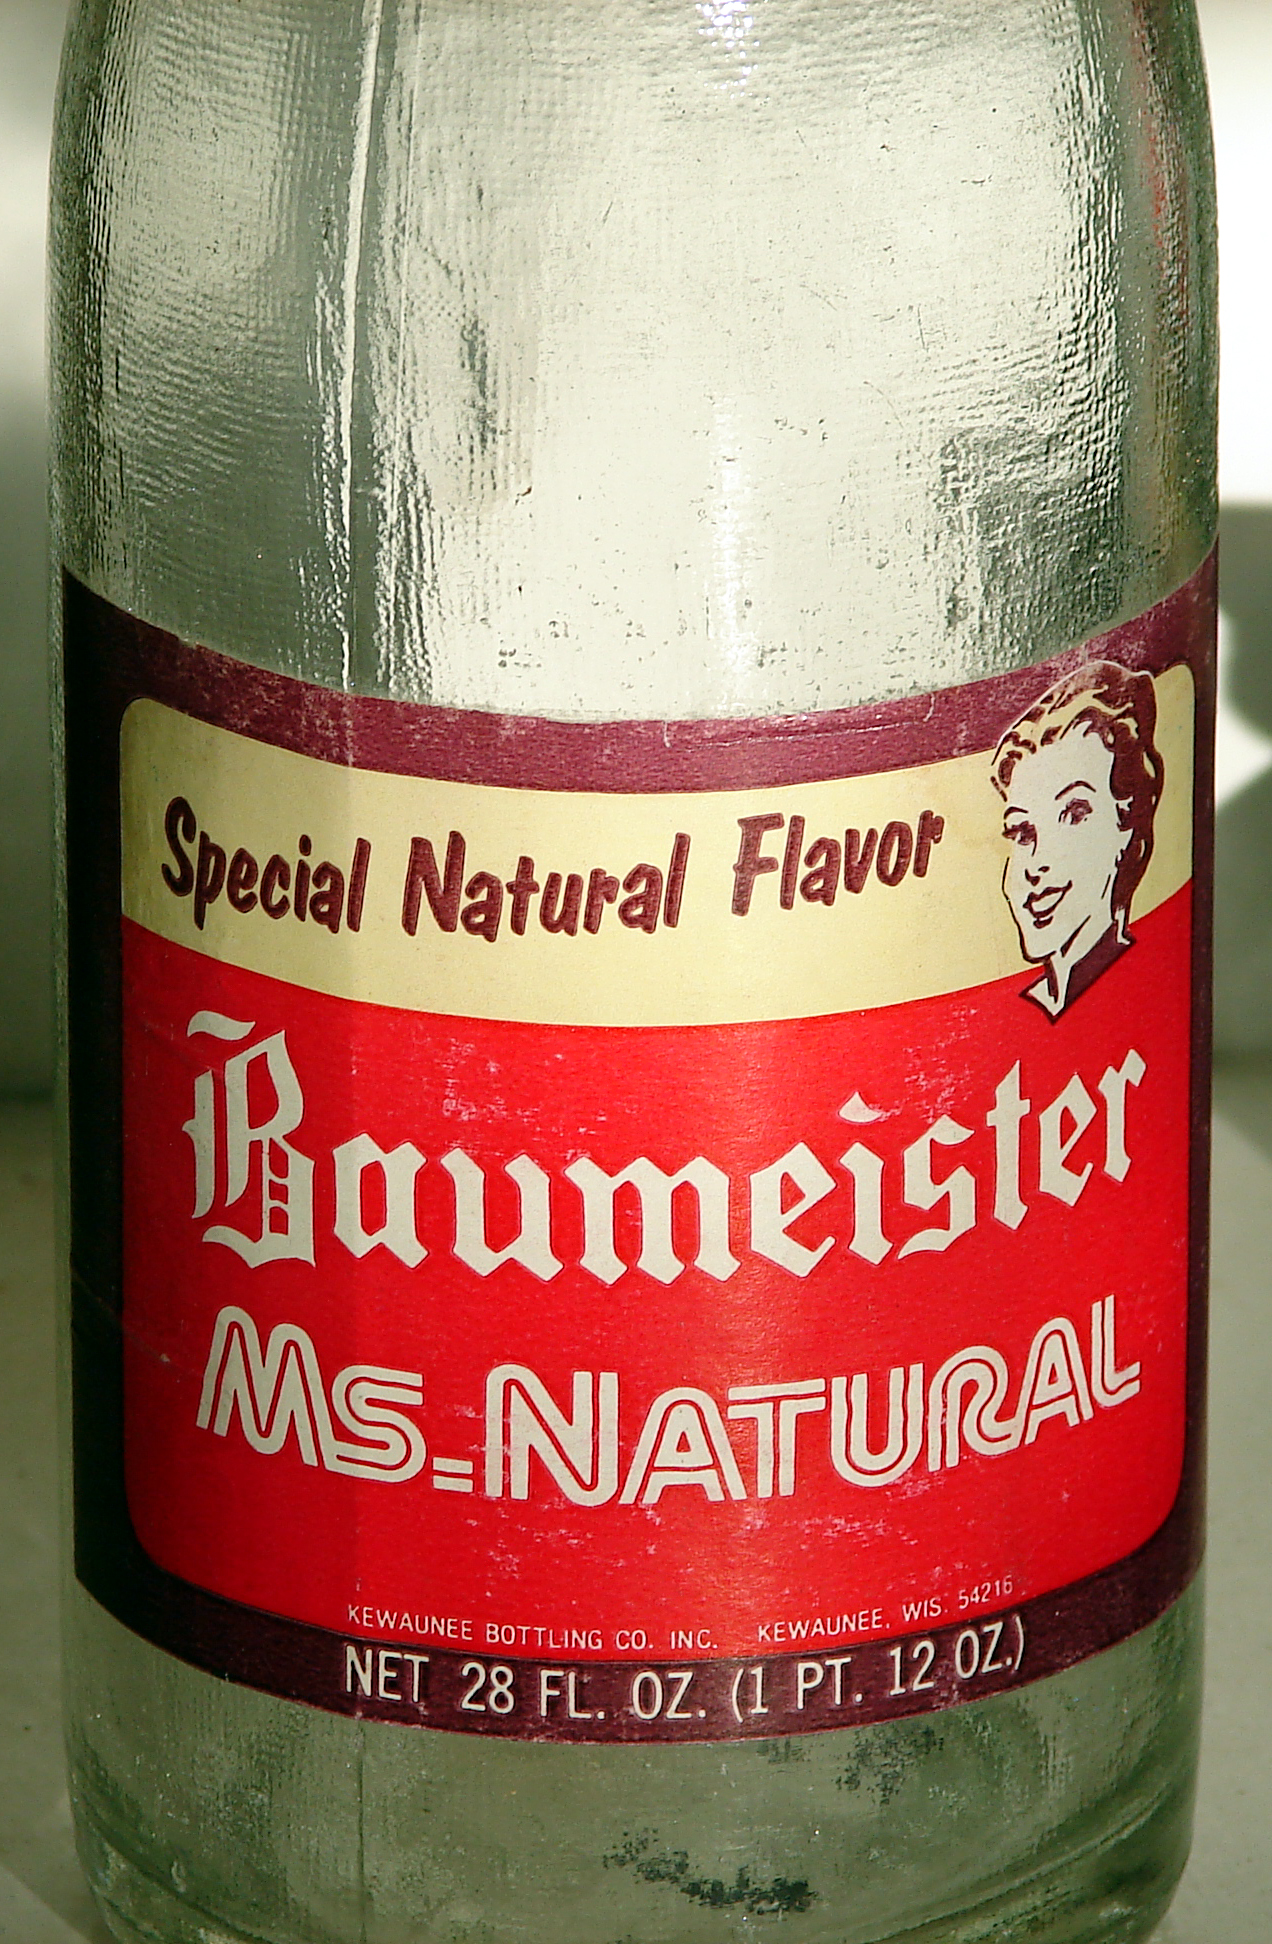 Special Natural Flavor
Baumeister
Ms. NATURAL
KEWAUNEE BOTTLING CO. INC. KEWAUNEE, WIS. 54216
NET 28 FL. OZ. (1 PT. 12 OZ.)